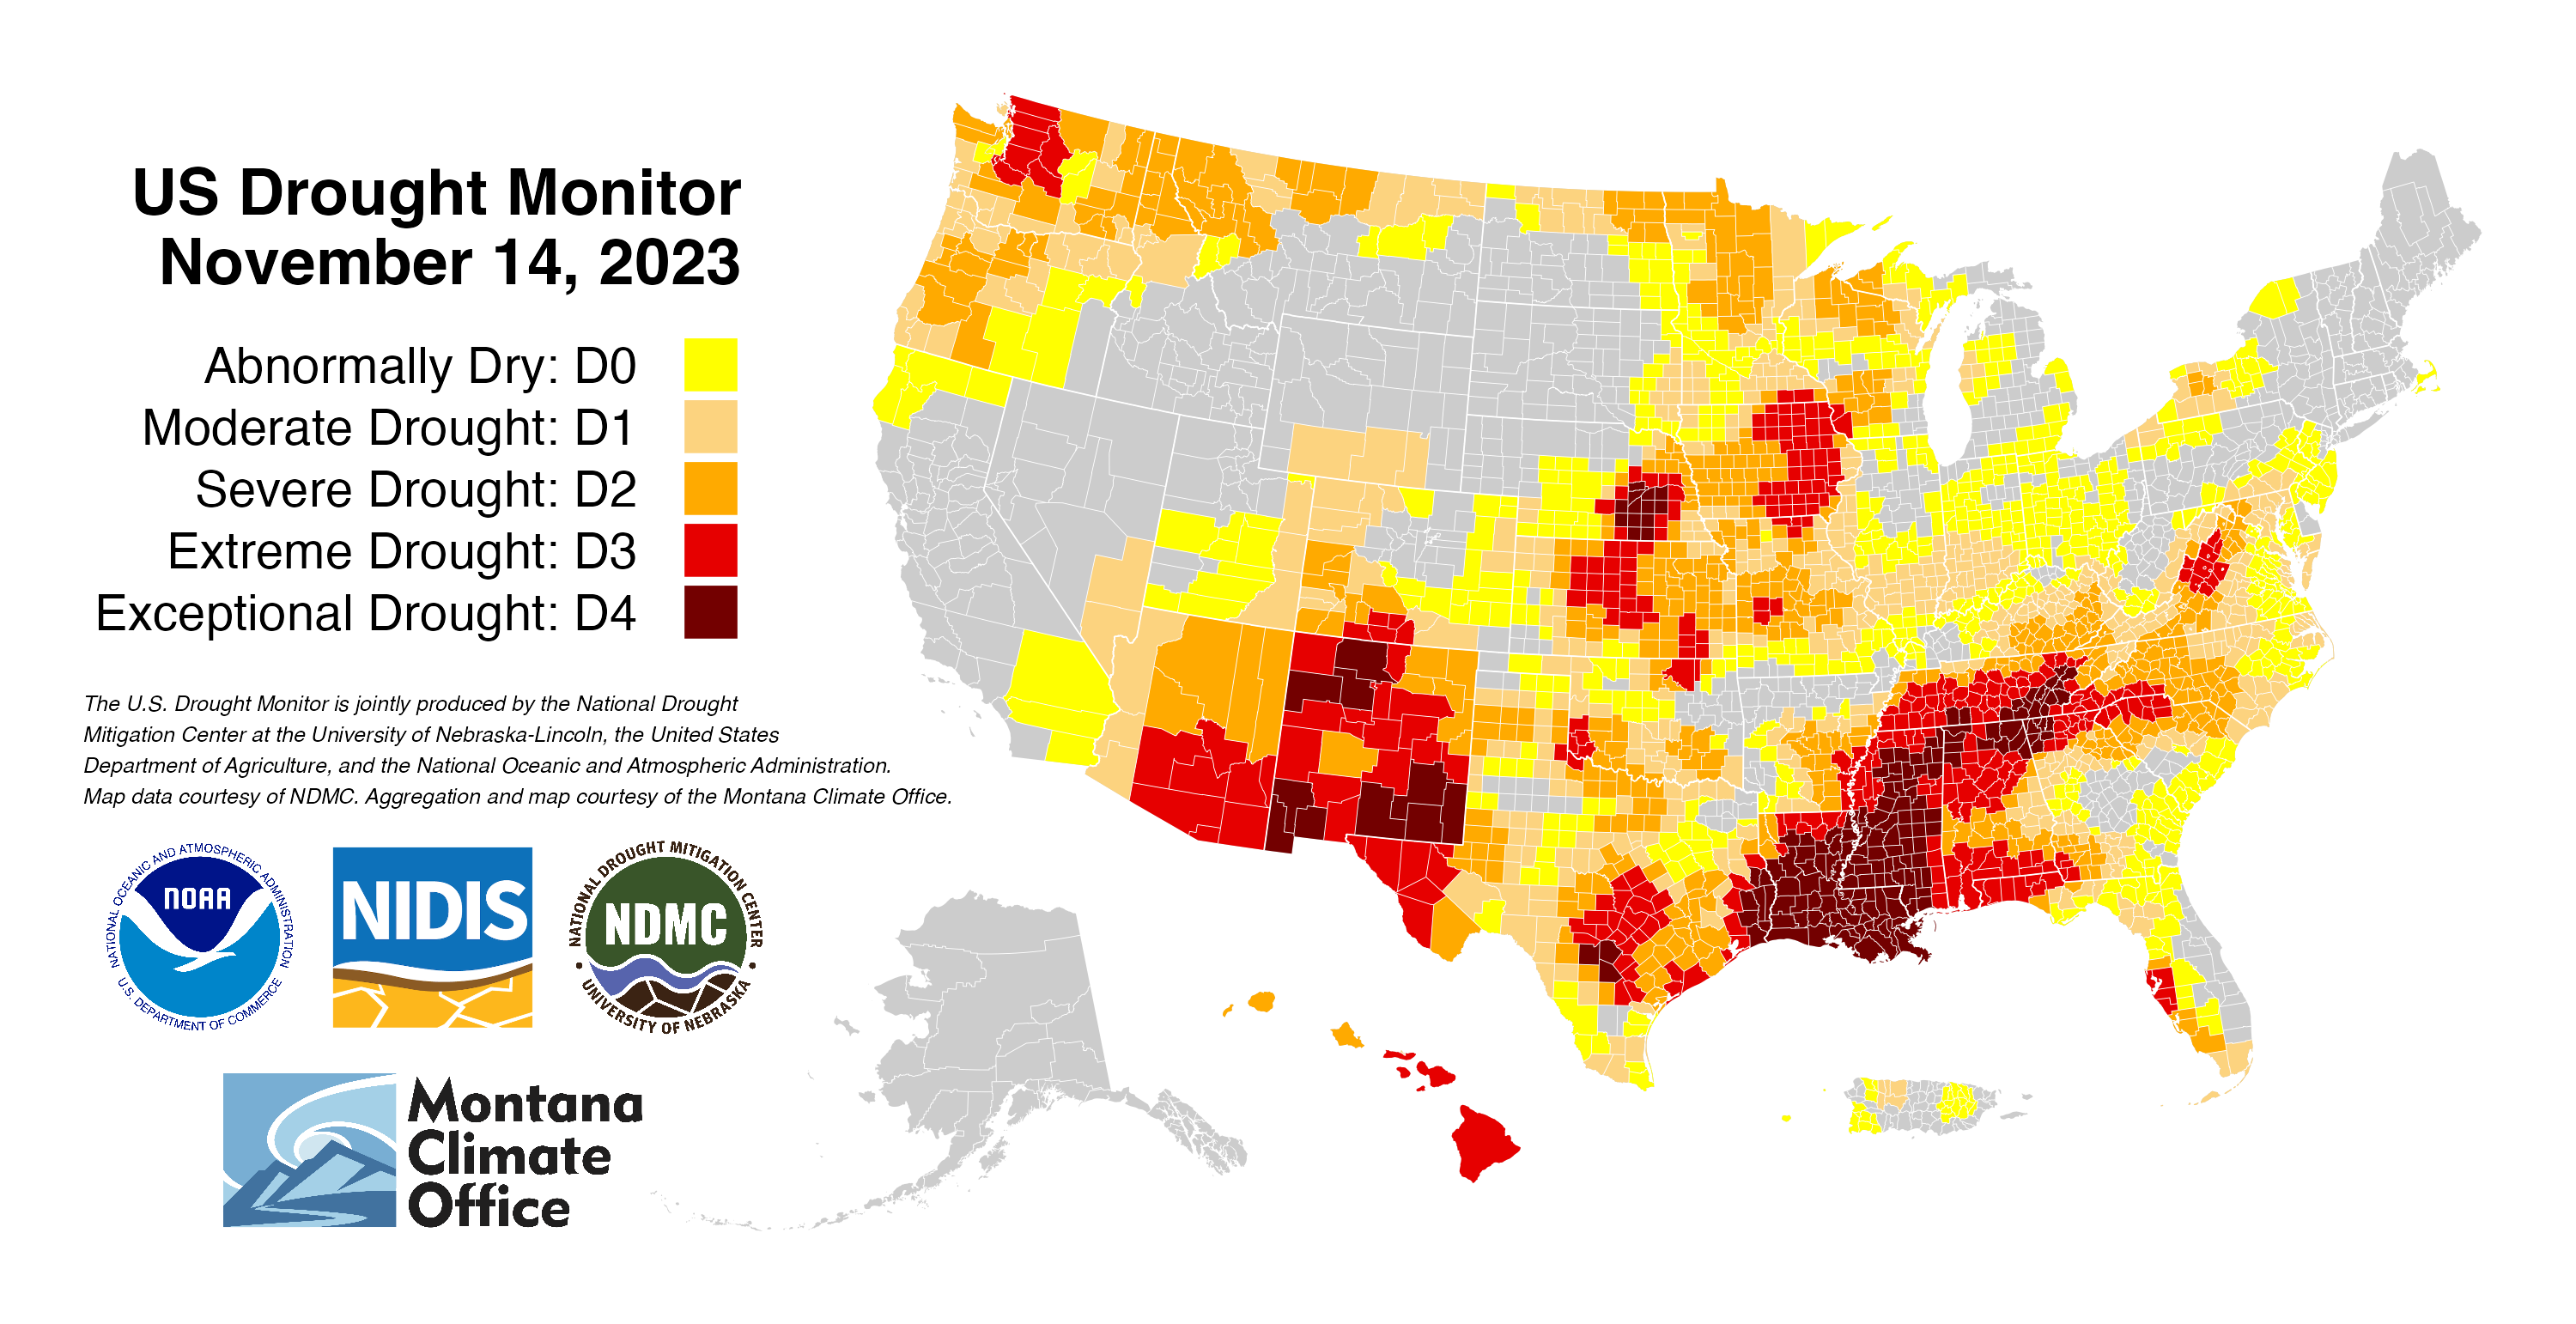 US Drought Monitor
November 14, 2023
Abnormally Dry: D0
Moderate Drought: D1
Severe Drought: D2
Extreme Drought: D3
Exceptional Drought: D4
The U.S. Drought Monitor is jointly produced by the National Drought
Mitigation Center at the University of Nebraska-Lincoln, the United States
Department of Agriculture, and the National Oceanic and Atmospheric Administration.
Map data courtesy of NDMC. Aggregation and map courtesy of the Montana Climate Office.
NATIONAL OCEANIC AND ATMOSPHERIC ADMINISTRATION
NOAA
U.S. DEPARTMENT OF COMMERCE
NIDIS
NATIONAL DROUGHT MITIGATION CENTER
NDMC
UNIVERSITY OF NEBRASKA
Montana
Climate
Office